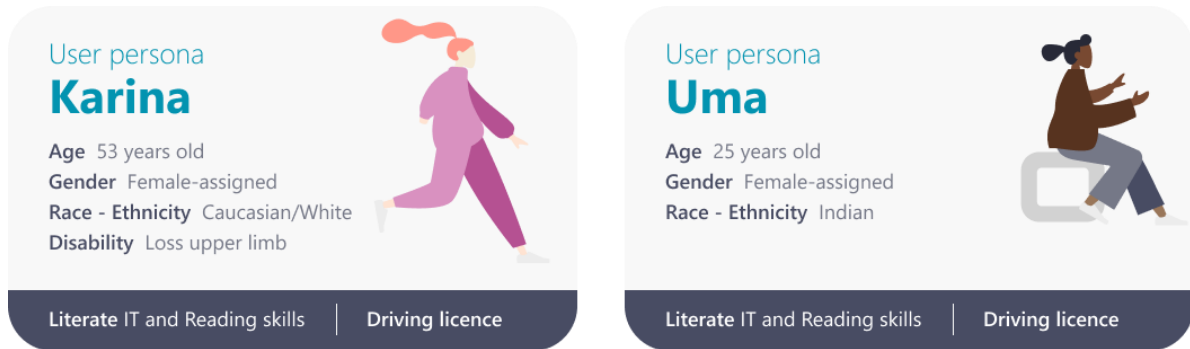 User persona
Karina
Age 53 years old
Gender Female-assigned
Race - Ethnicity Caucasian/White
Disability Loss upper limb
Literate IT and Reading skills
Driving licence
User persona
Uma
Age 25 years old
Gender Female-assigned
Race - Ethnicity Indian
Literate IT and Reading skills
Driving licence